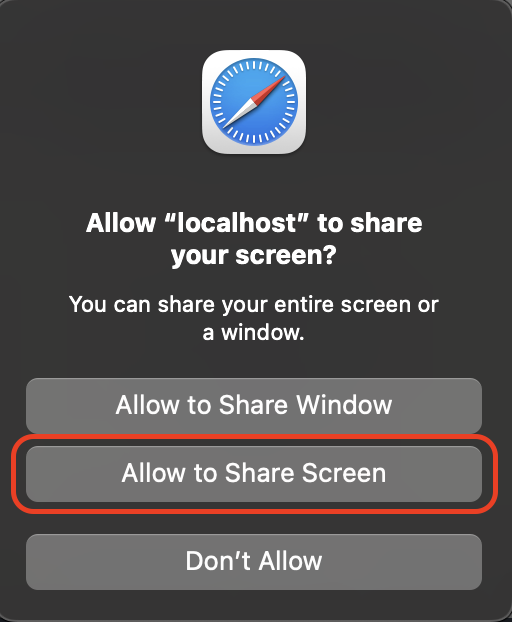 Allow “localhost” to share
your screen?
You can share your entire screen or
a window.
Allow to Share Window
Allow to Share Screen
Don’t Allow